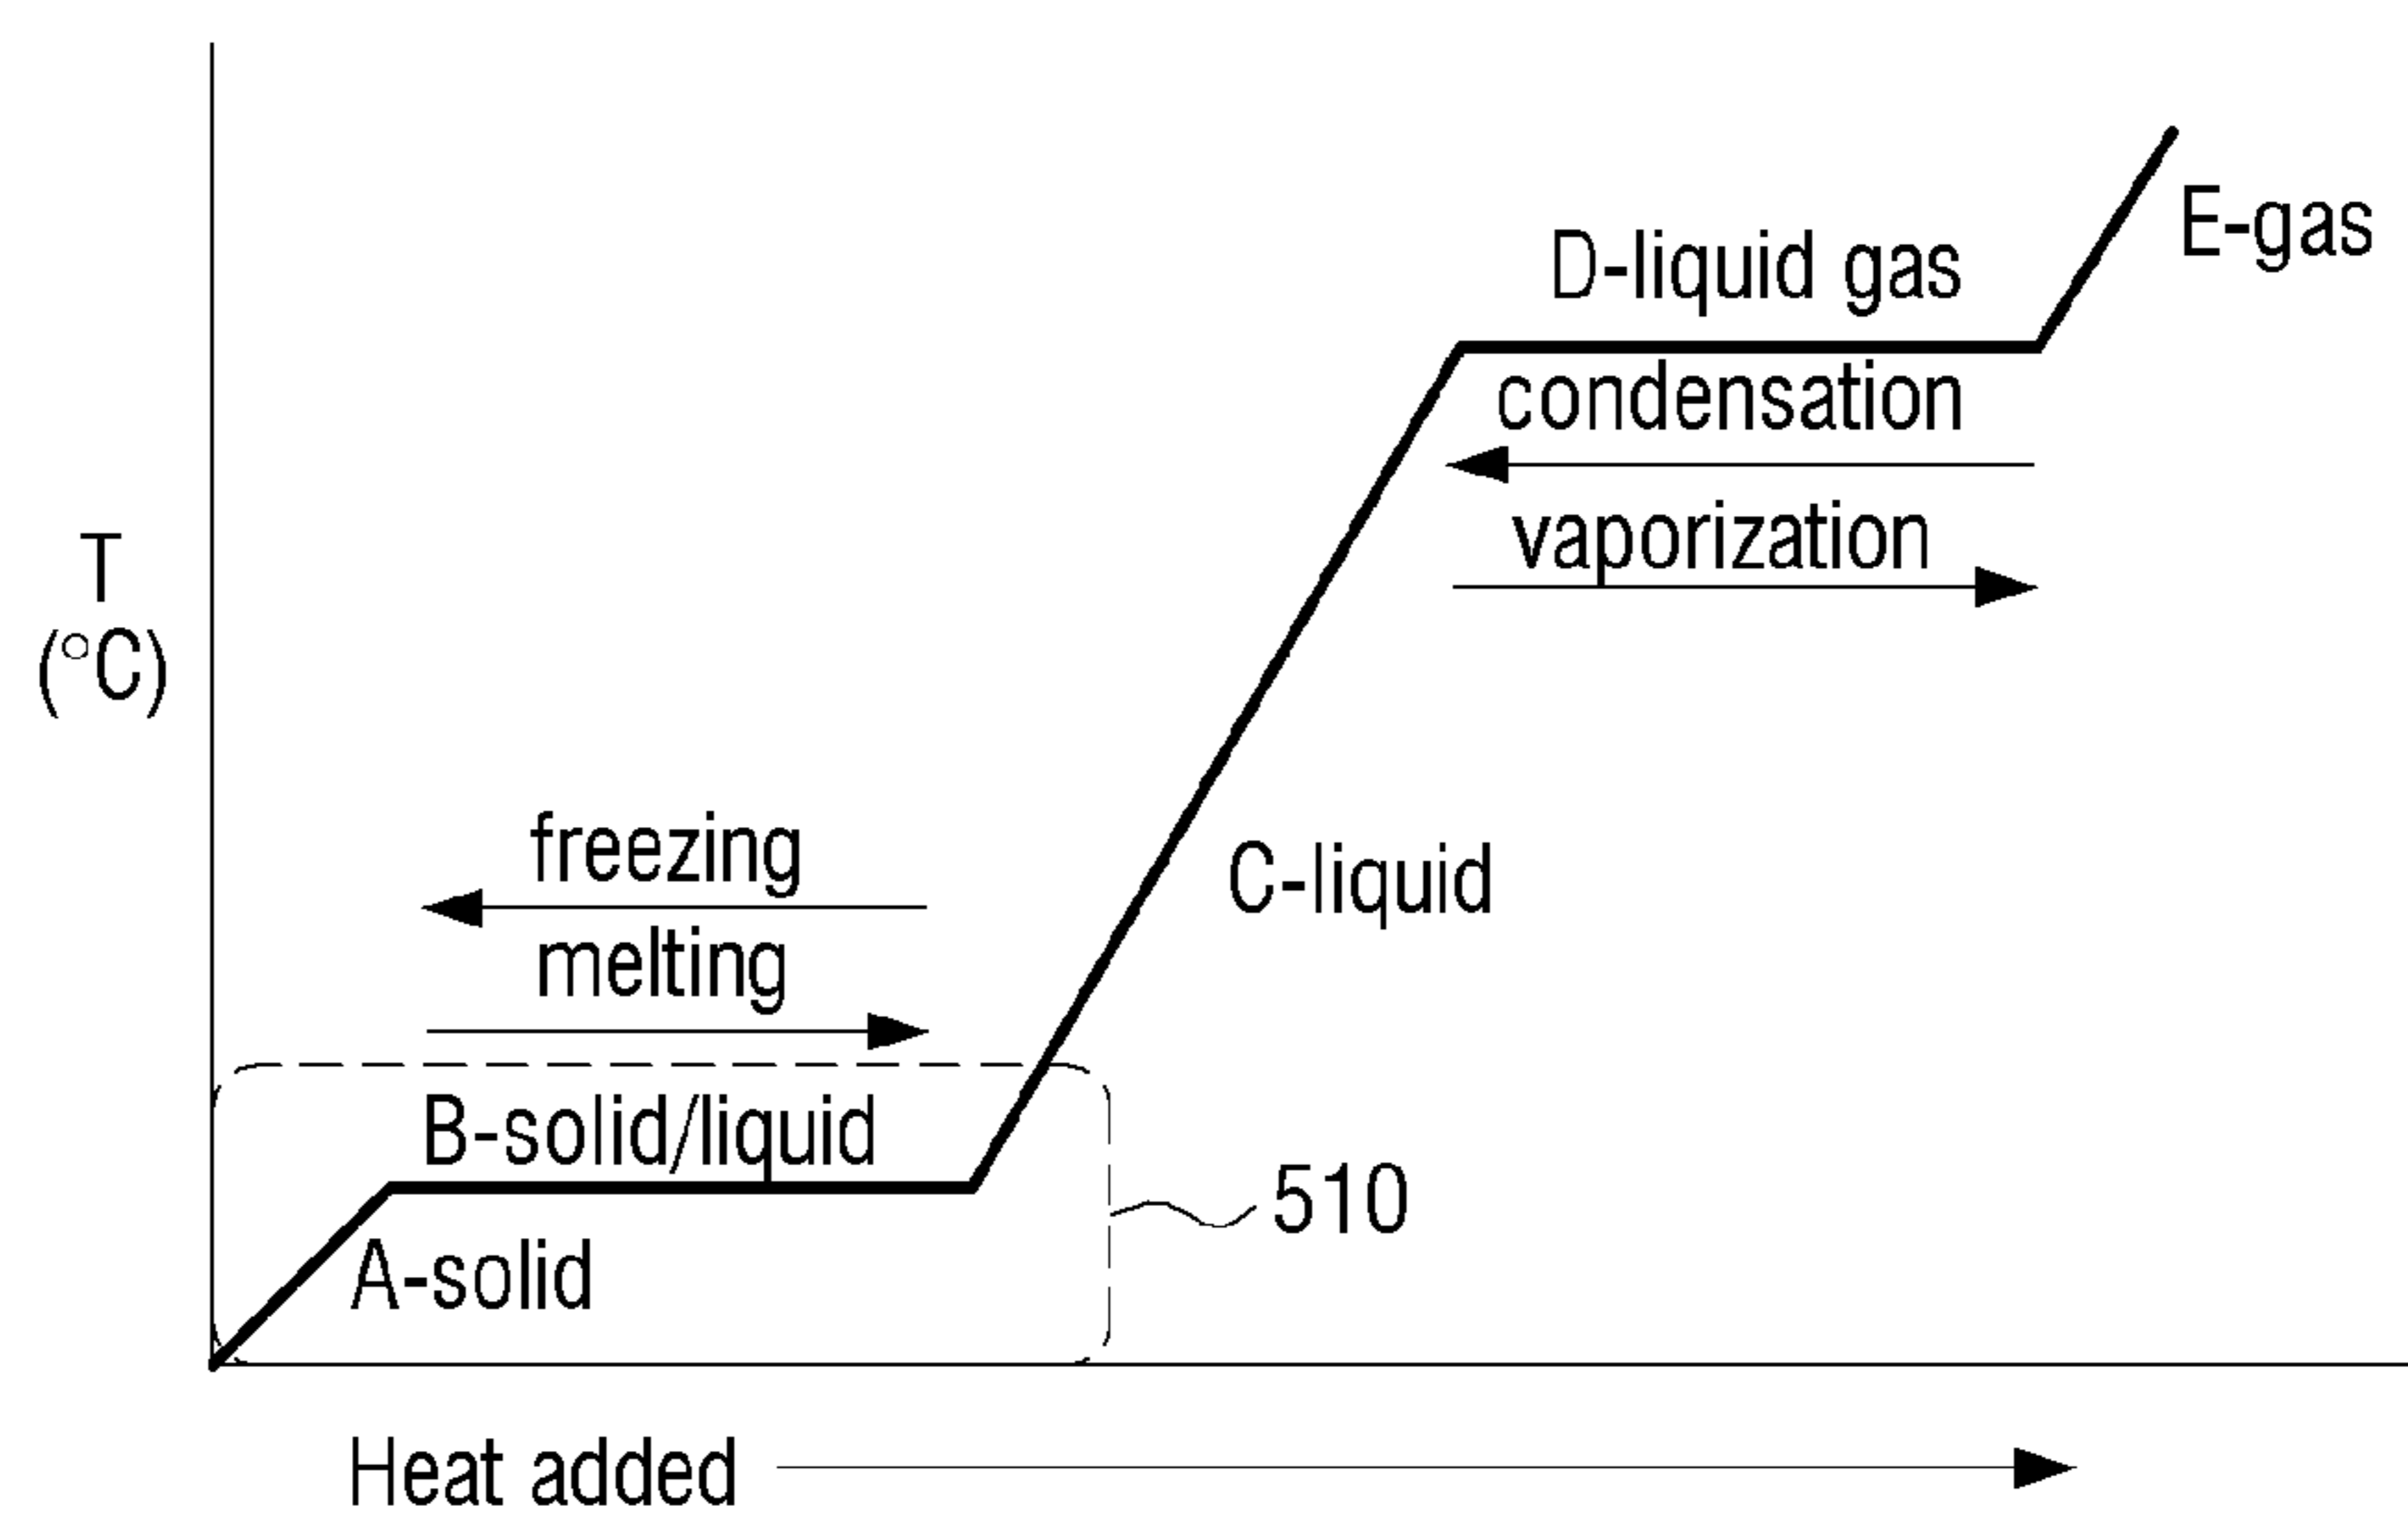 E-gas
D-liquid gas
condensation
vaporization
T
(°C)
freezing
melting
C-liquid
B-solid/liquid
510
A-solid
Heat added